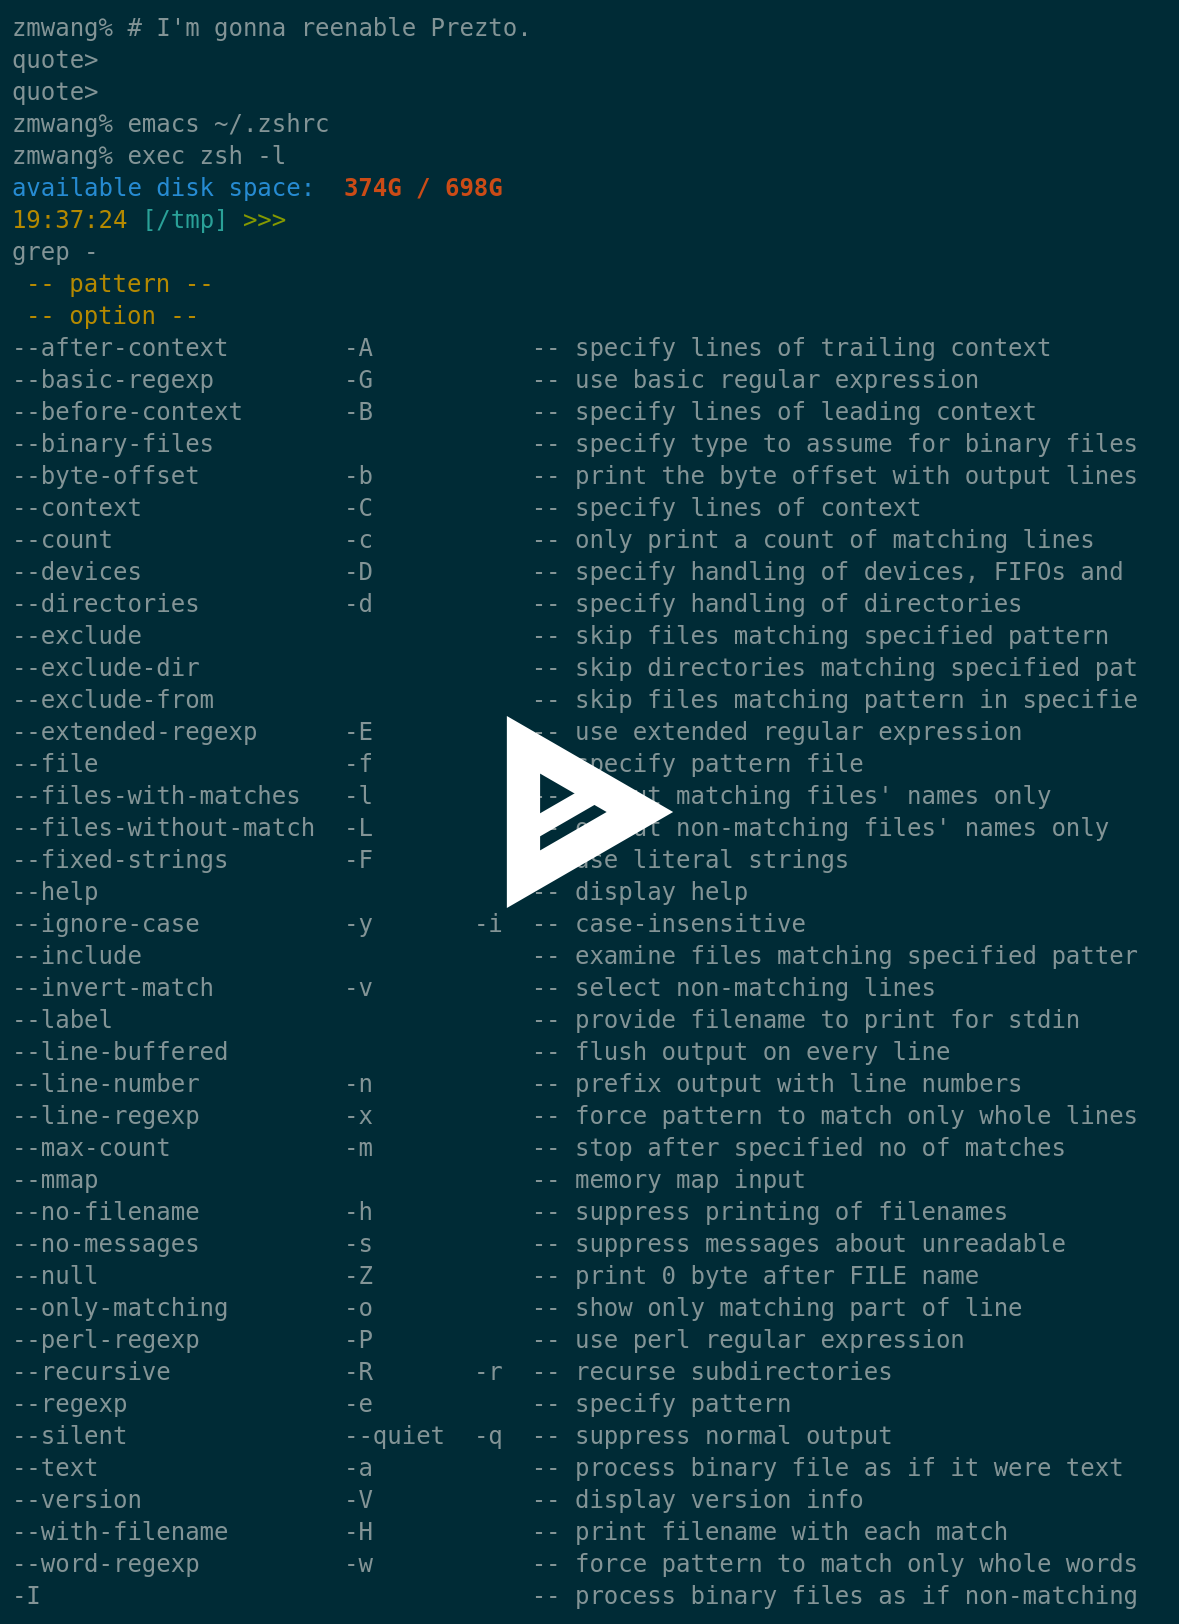 zmwang% # I'm gonna reenable Prezto.
quote>
quote>
zmwang% emacs ~/.zshrc
zmwang% exec zsh -l
available disk space:  374G / 698G
19:37:24 [/tmp] >>>
grep -
 -- pattern --
 -- option --
--after-context        -A           -- specify lines of trailing context
--basic-regexp         -G           -- use basic regular expression
--before-context       -B           -- specify lines of leading context
--binary-files                      -- specify type to assume for binary files
--byte-offset          -b           -- print the byte offset with output lines
--context              -C           -- specify lines of context
--count                -c           -- only print a count of matching lines
--devices              -D           -- specify handling of devices, FIFOs and
--directories          -d           -- specify handling of directories
--exclude                           -- skip files matching specified pattern
--exclude-dir                       -- skip directories matching specified pat
--exclude-from                      -- skip files matching pattern in specifie
--extended-regexp      -E           -- use extended regular expression
--file                 -f           specify pattern file
--files-with-matches   -l           -- matching files' names only
--files-without-match  -L           non-matching files' names only
--fixed-strings        -F           use literal strings
--help                              -- display help
--ignore-case          -y       -i  -- case-insensitive
--include                           -- examine files matching specified patter
--invert-match         -v           -- select non-matching lines
--label                             -- provide filename to print for stdin
--line-buffered                     -- flush output on every line
--line-number          -n           -- prefix output with line numbers
--line-regexp          -x           -- force pattern to match only whole lines
--max-count            -m           -- stop after specified no of matches
--mmap                              -- memory map input
--no-filename          -h           -- suppress printing of filenames
--no-messages          -s           -- suppress messages about unreadable
--null                 -Z           -- print 0 byte after FILE name
--only-matching        -o           -- show only matching part of line
--perl-regexp          -P           -- use perl regular expression
--recursive            -R       -r  -- recurse subdirectories
--regexp               -e           -- specify pattern
--silent               --quiet  -q  -- suppress normal output
--text                 -a           -- process binary file as if it were text
--version              -V           -- display version info
--with-filename        -H           -- print filename with each match
--word-regexp          -w           -- force pattern to match only whole words
-I                                  -- process binary files as if non-matching